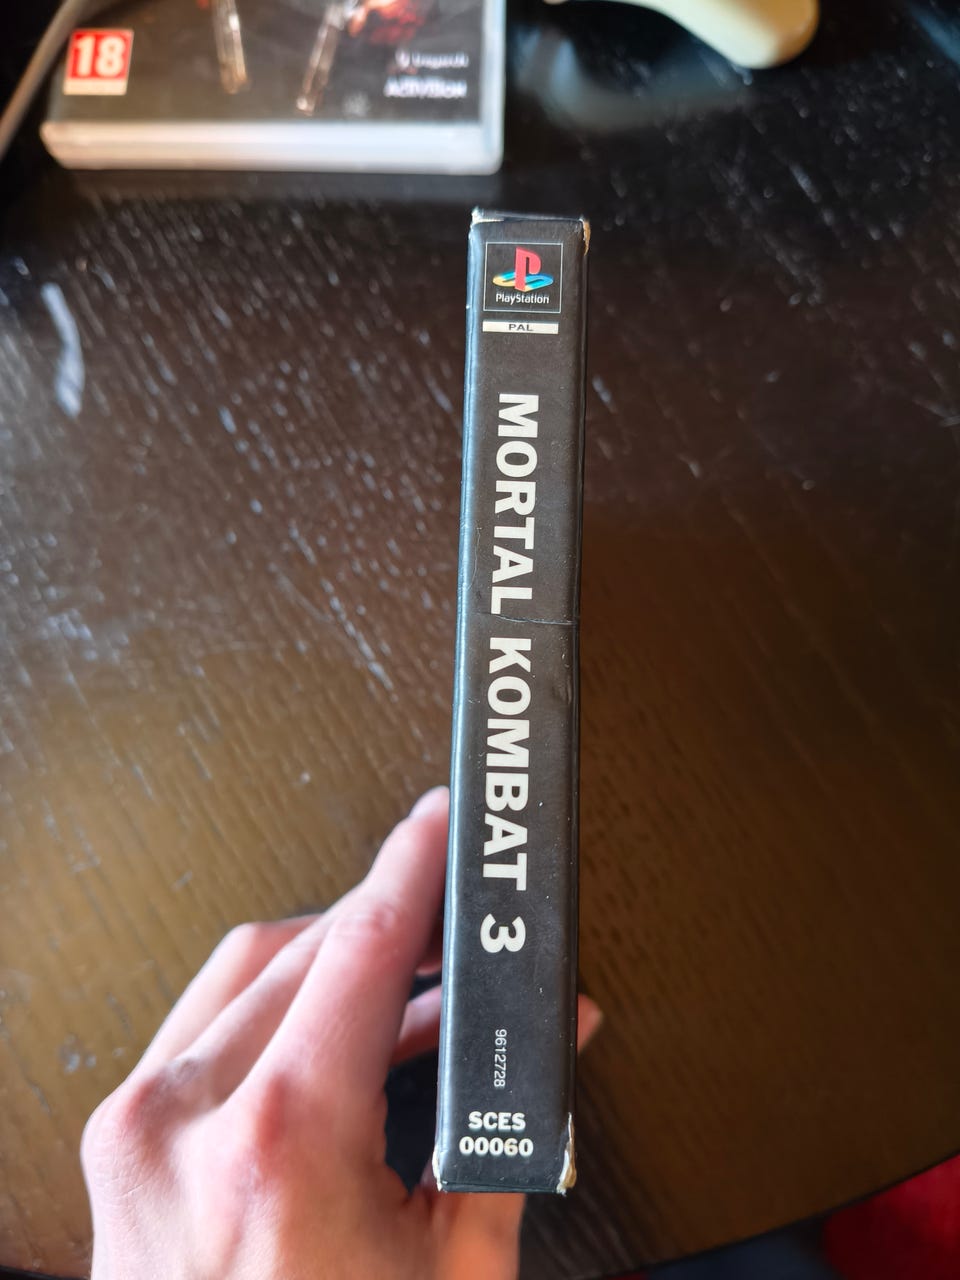 18
ACTIVISION
PlayStation
PAL
MORTAL KOMBAT 3
9612728
SCES
00060